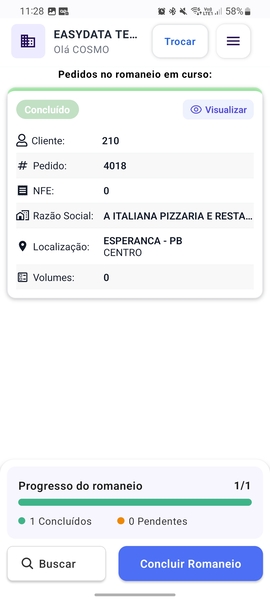 11:28 58%
EASYDATA TE...
Olá COSMO
Trocar
Pedidos no romaneio em curso:
Concluído
Visualizar
Cliente: 210
# Pedido: 4018
NFE: 0
Razão Social: A ITALIANA PIZZARIA E RESTA...
Localização: ESPERANCA - PB
CENTRO
Volumes: 0
Progresso do romaneio 1/1
1 Concluídos 0 Pendentes
Buscar
Concluir Romaneio